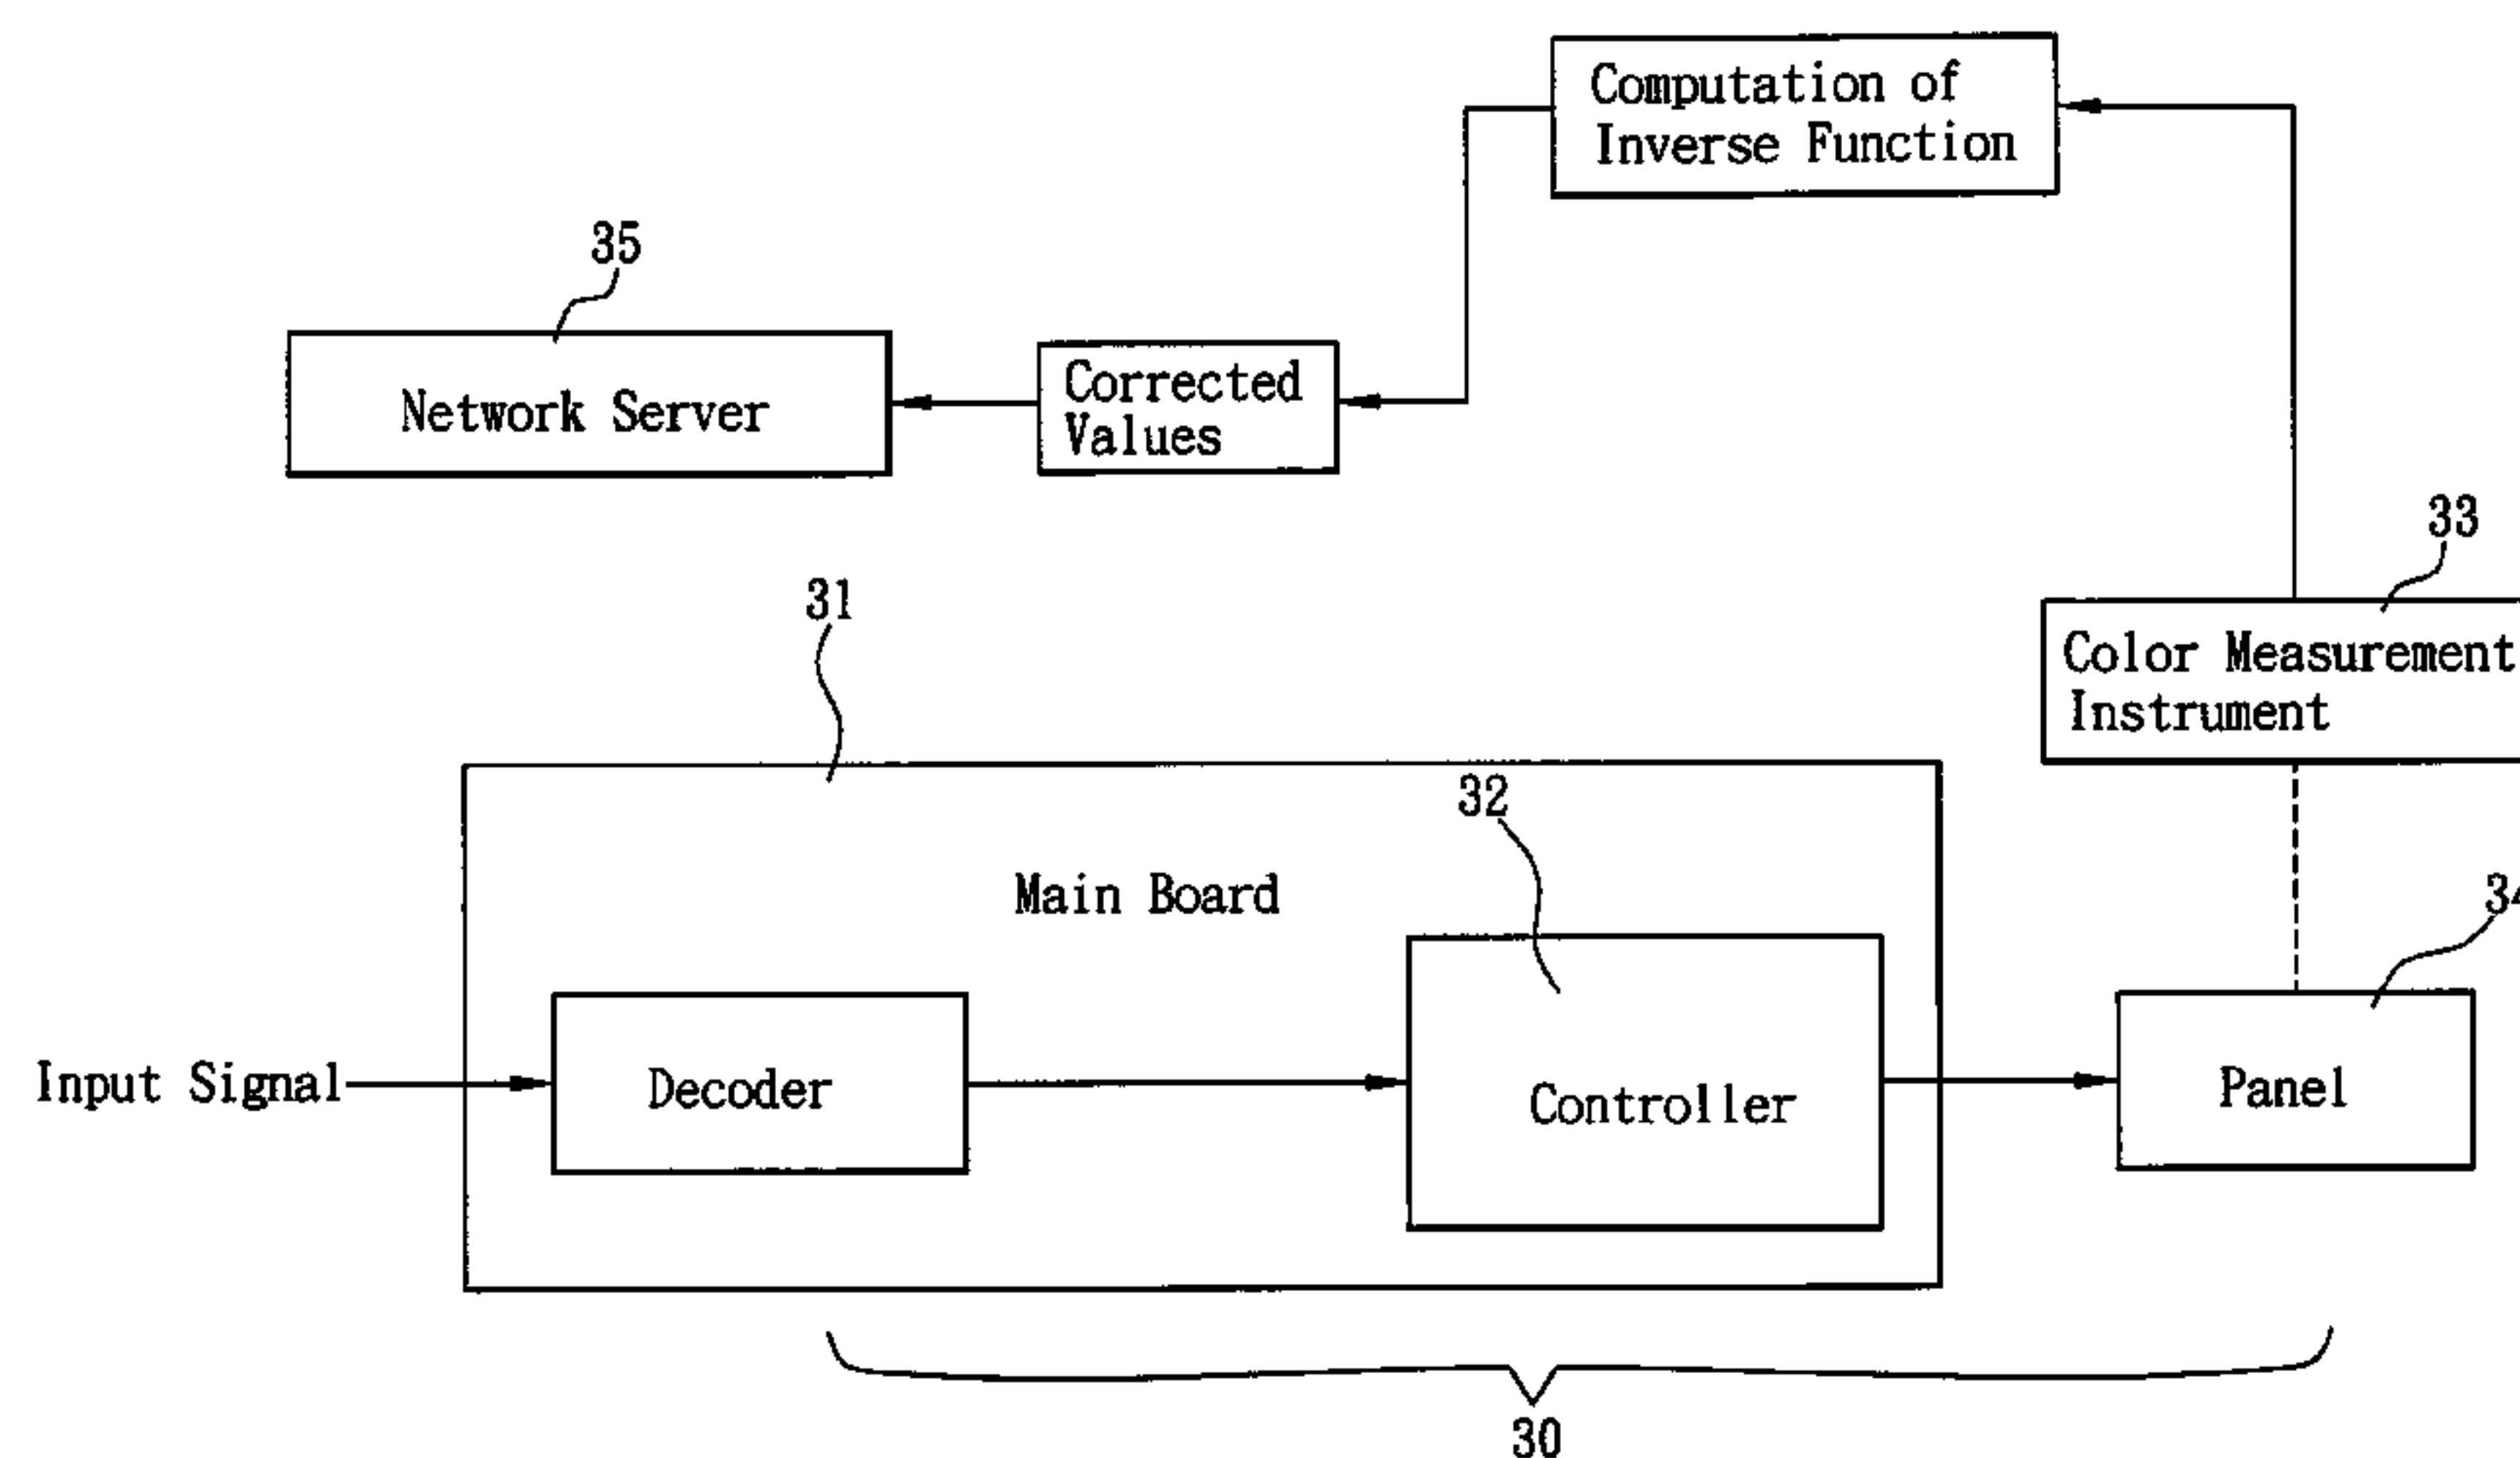 Computation of
Inverse Function
35
Network Server
Corrected
Values
33
Color Measurement
Instrument
31
32
Main Board
34
Input Signal
Decoder
Controller
Panel
30